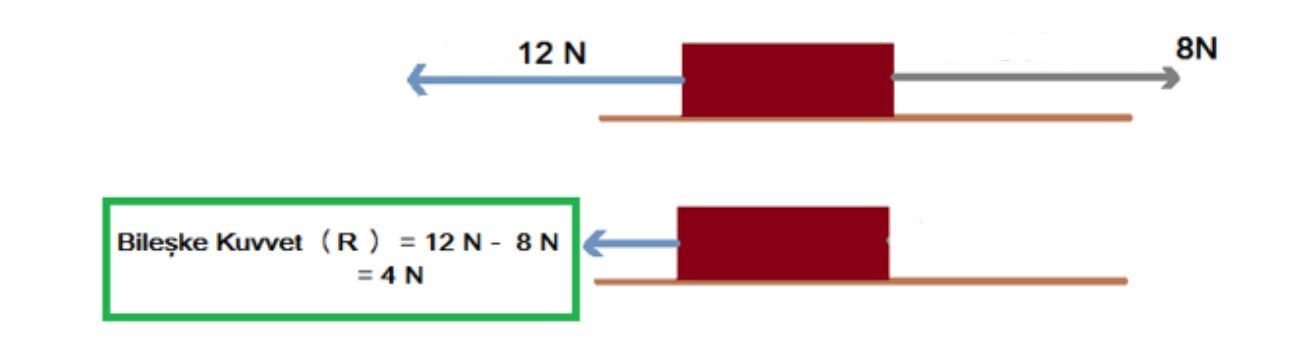 12 N
8N
Bileşke Kuvvet ( R ) = 12 N - 8 N
= 4 N